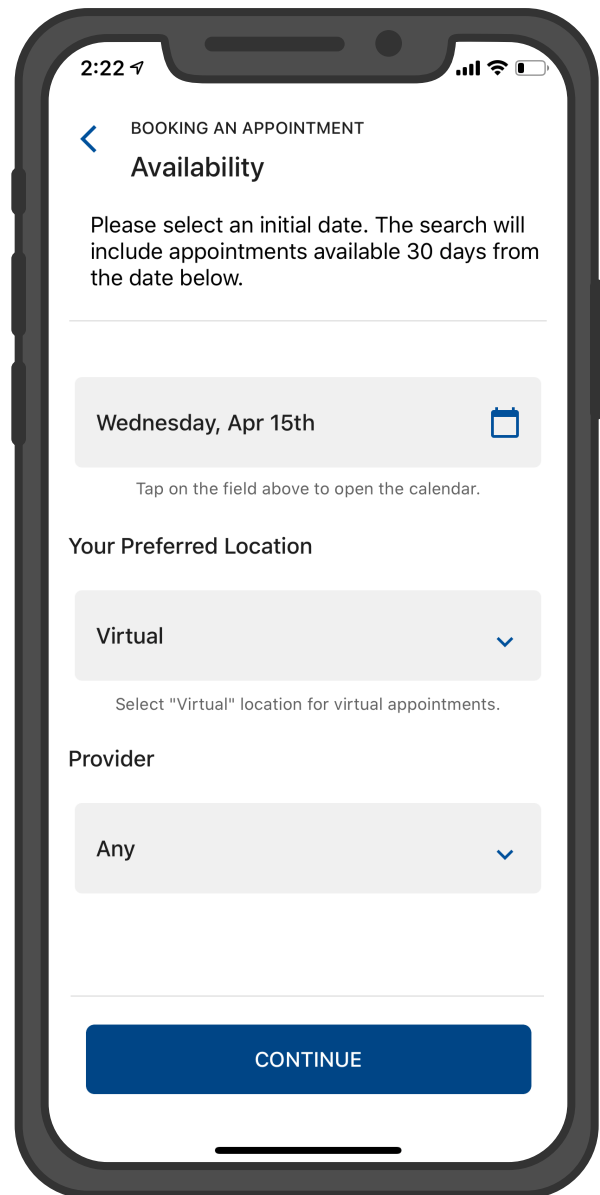 2:22
BOOKING AN APPOINTMENT
Availability
Please select an initial date. The search will
include appointments available 30 days from
the date below.
Wednesday, Apr 15th
Tap on the field above to open the calendar.
Your Preferred Location
Virtual
Select "Virtual" location for virtual appointments.
Provider
Any
CONTINUE